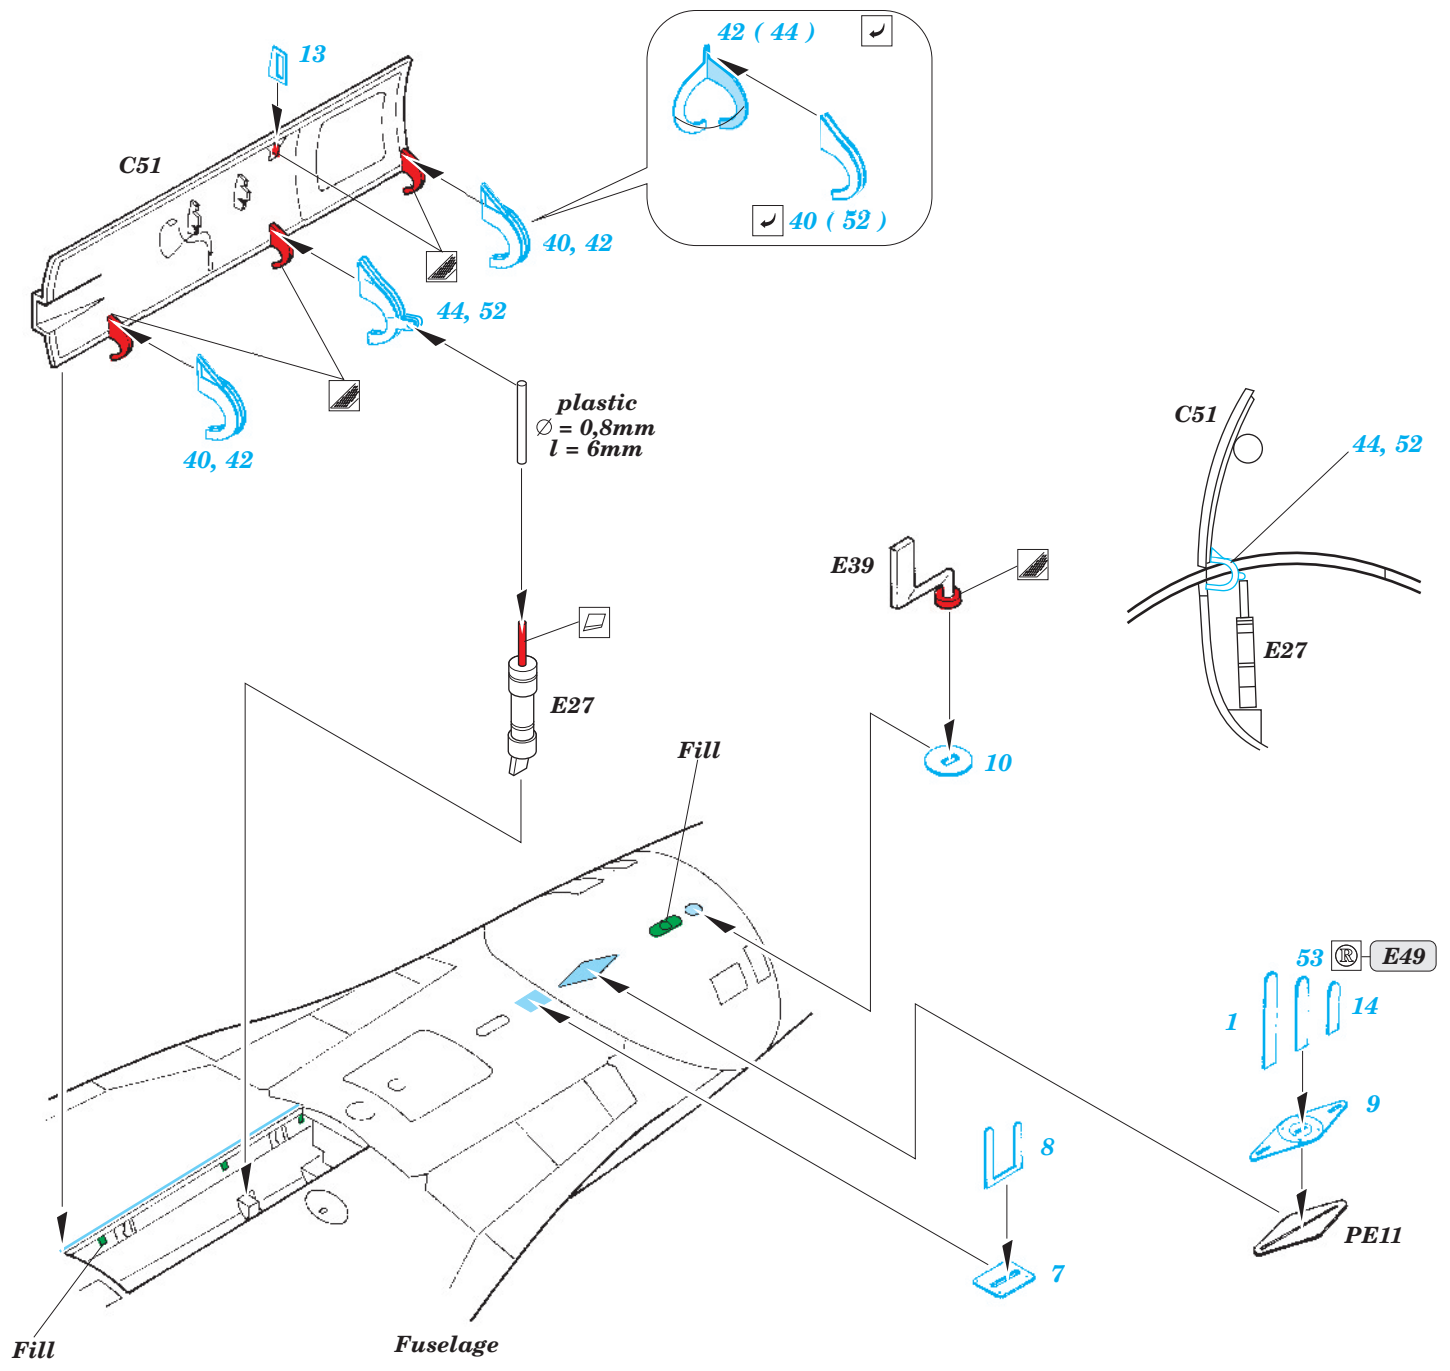 42 ( 44 )
13
C51
40 ( 52 )
40, 42
44, 52
plastic
Ø = 0,8mm
l = 6mm
40, 42
C51
44, 52
E39
E27
E27
Fill
10
53 ® E49
1
14
9
8
PE11
7
Fill
Fuselage